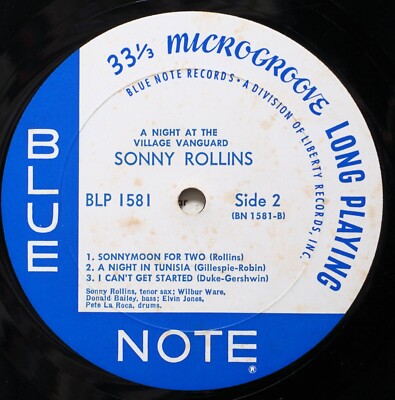 33 1/3 MICROGROOVE LONG PLAYING
BLUE NOTE RECORDS • A DIVISION OF LIBERTY RECORDS, INC.
A NIGHT AT THE
VILLAGE VANGUARD
SONNY ROLLINS
BLP 1581
Side 2
(BN 1581-B)
1. SONNYMOON FOR TWO (Rollins)
2. A NIGHT IN TUNISIA (Gillespie-Robin)
3. I CAN'T GET STARTED (Duke-Gershwin)
Sonny Rollins, tenor sax; Wilbur Ware,
Donald Bailey, bass; Elvin Jones,
Pete La Roca, drums.
BLUE
NOTE®